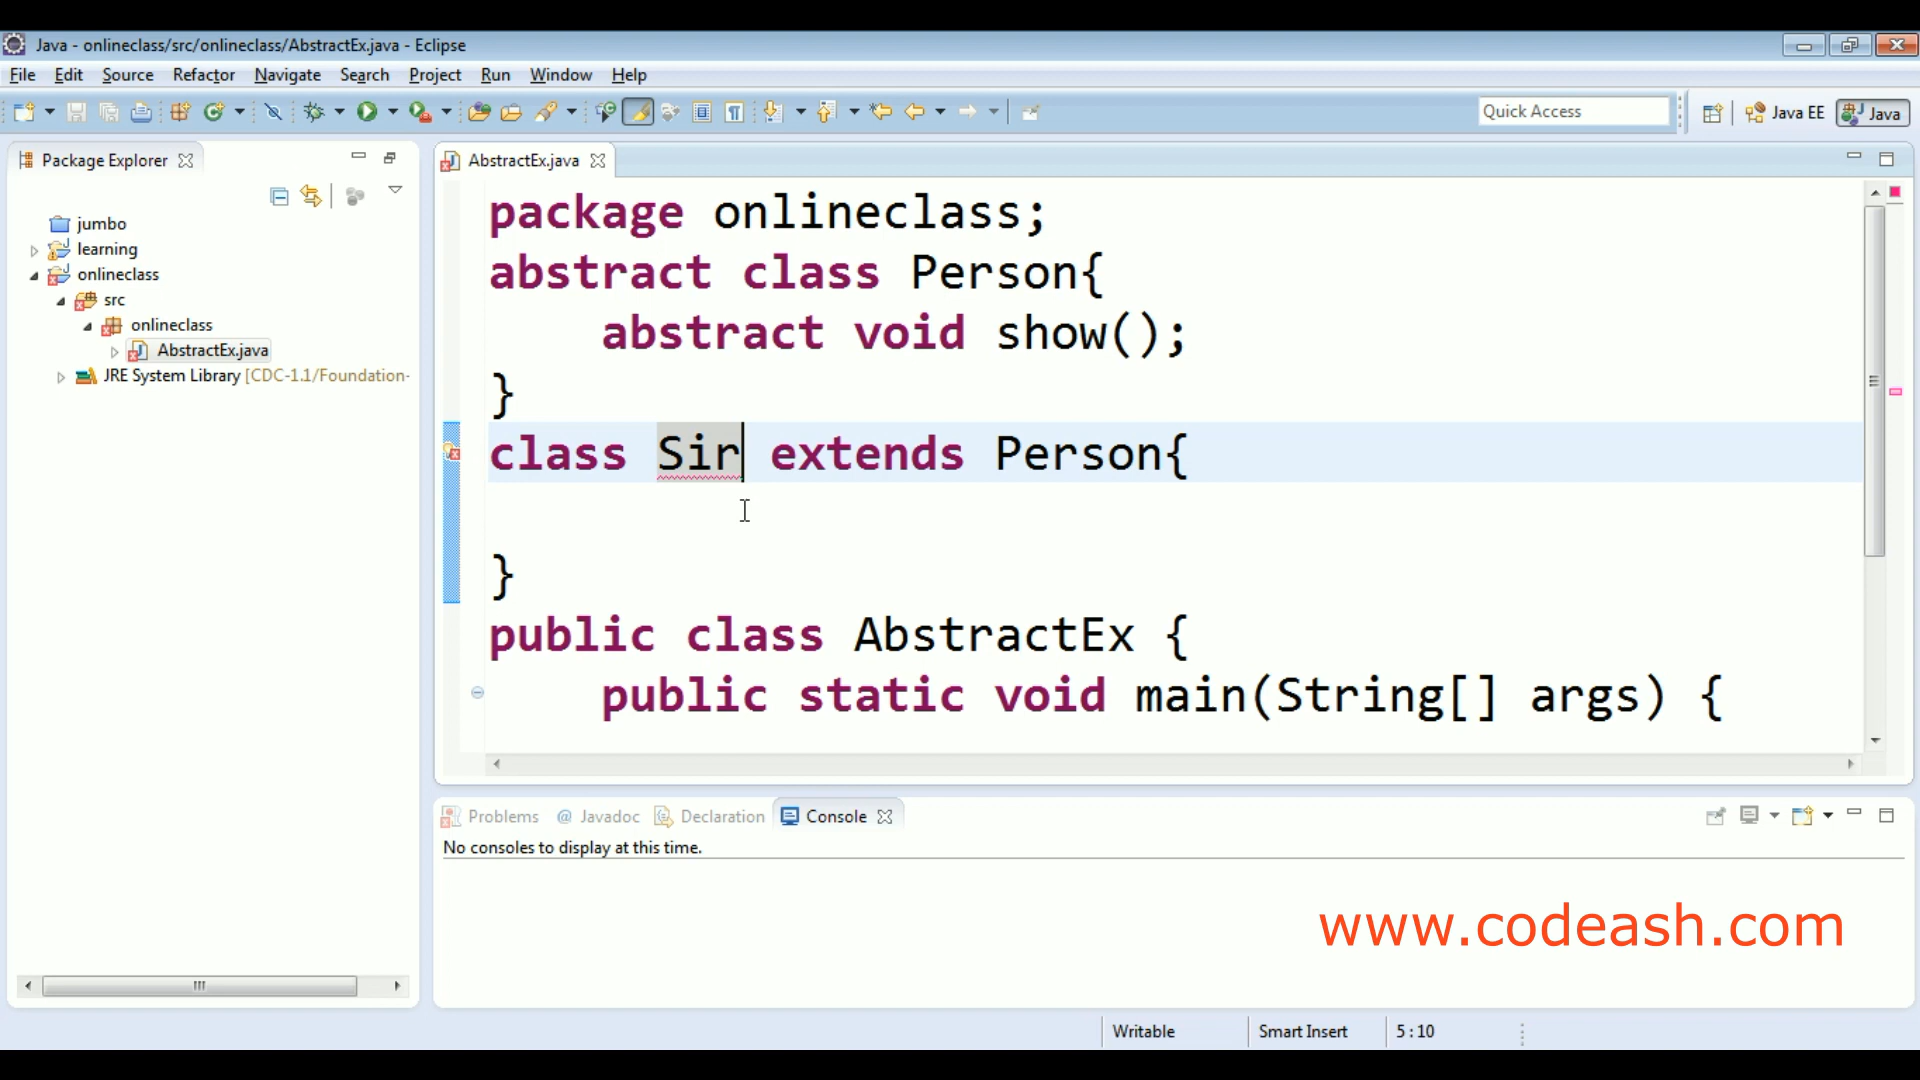 Java - onlineclass/src/onlineclass/AbstractEx.java - Eclipse
File Edit Source Refactor Navigate Search Project Run Window Help
Quick Access
Java EE
Java
Package Explorer
jumbo
learning
onlineclass
src
onlineclass
AbstractEx.java
JRE System Library [CDC-1.1/Foundation-
AbstractEx.java
package onlineclass;
abstract class Person{
abstract void show();
}
class Sir extends Person{
}
public class AbstractEx {
public static void main(String[] args) {
Problems @ Javadoc Declaration Console
No consoles to display at this time.
www.codeash.com
Writable Smart Insert 5 : 10